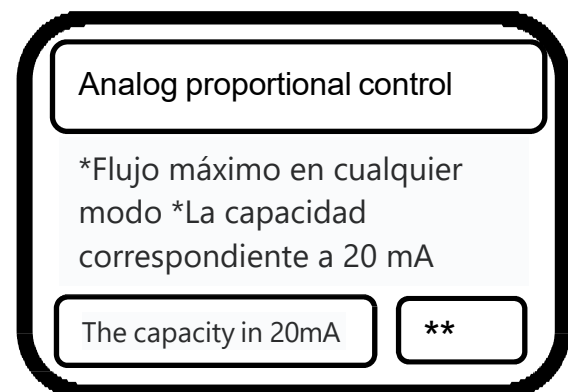 Analog proportional control
*Flujo máximo en cualquier
modo *La capacidad
correspondiente a 20 mA
The capacity in 20mA
**